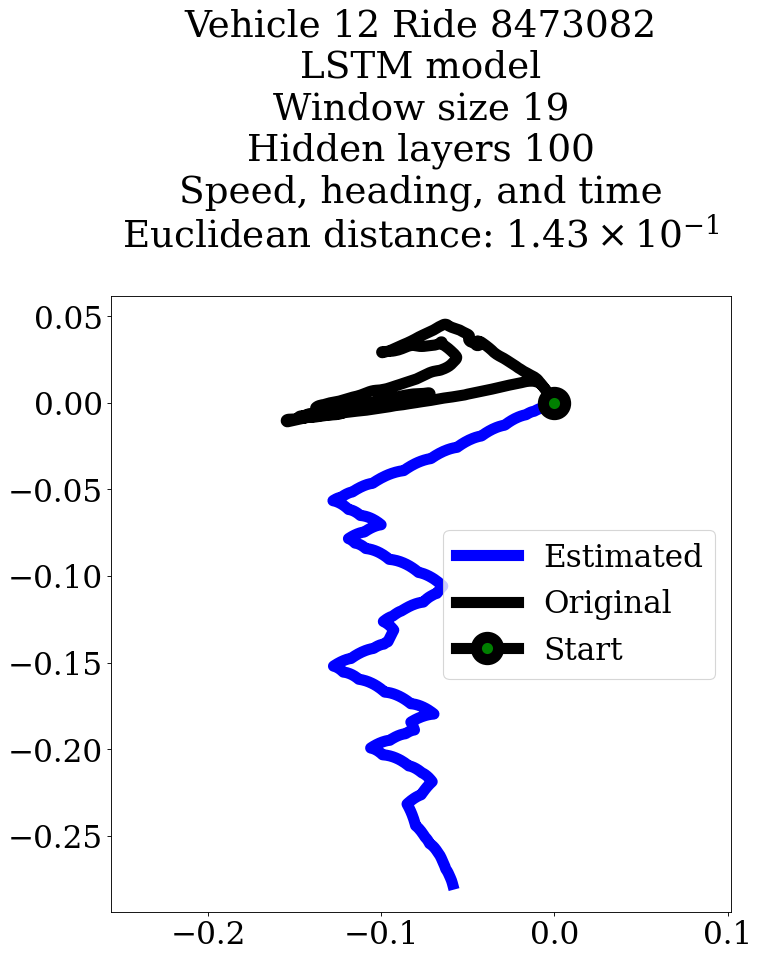 Vehicle 12 Ride 8473082
LSTM model
Window size 19
Hidden layers 100
Speed, heading, and time
Euclidean distance: 1.43 × 10⁻¹
0.05
0.00
−0.05
−0.10
−0.15
−0.20
−0.25
Estimated
Original
Start
−0.2
−0.1
0.0
0.1